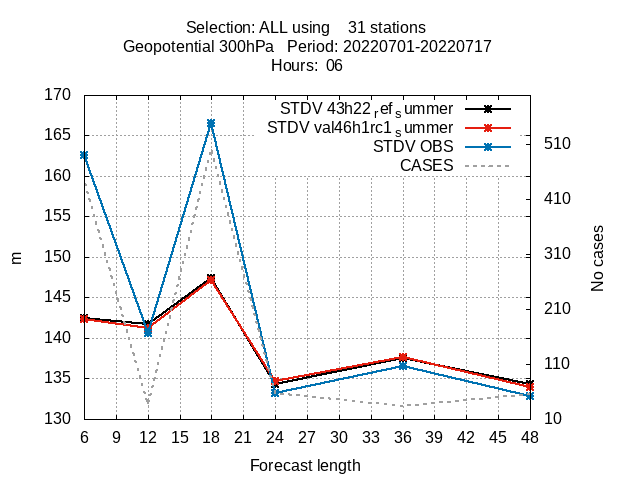 Selection: ALL using    31 stations
Geopotential 300hPa   Period: 20220701-20220717
Hours:  06
STDV 43h22refsummer
STDV val46h1rc1summer
STDV OBS
CASES
170
165
160
155
150
145
140
135
130
m
510
410
310
210
110
10
No cases
6 9 12 15 18 21 24 27 30 33 36 39 42 45 48
Forecast length